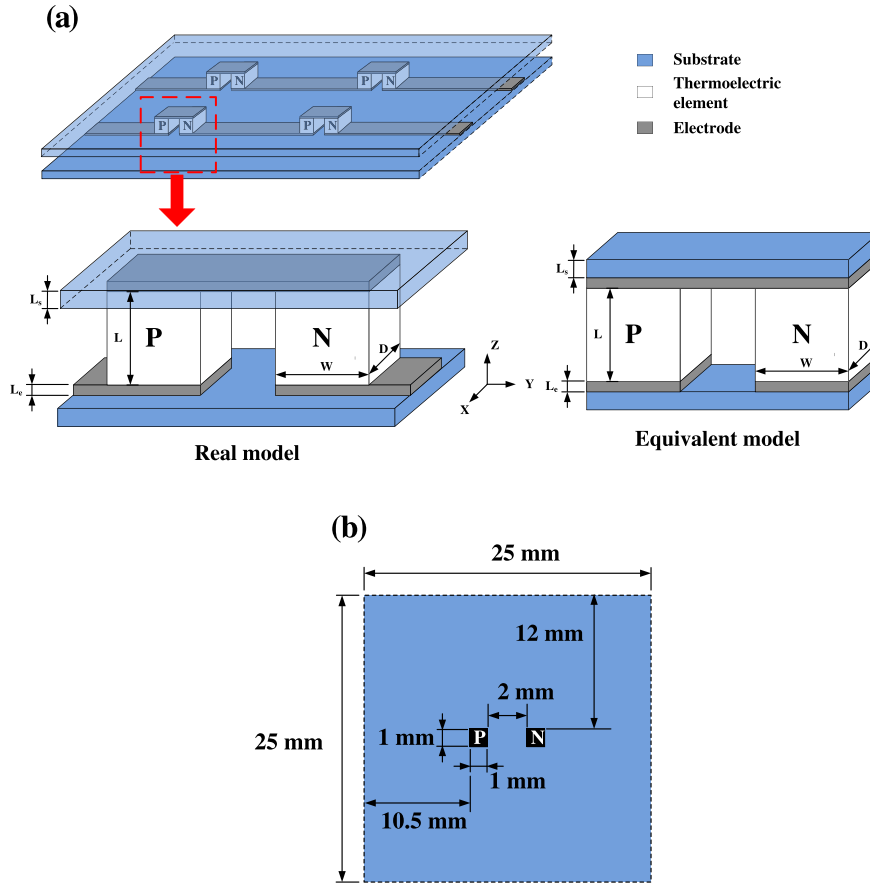 (a)
P N
P N
P N
P N
Substrate
Thermoelectric
element
Electrode
Lₛ
L
P
N
D
W
Lₑ
Z
Y
X
Real model
Lₛ
L
P
N
W
D
Lₑ
Equivalent model
(b)
25 mm
12 mm
2 mm
25 mm
1 mm
P
N
1 mm
10.5 mm